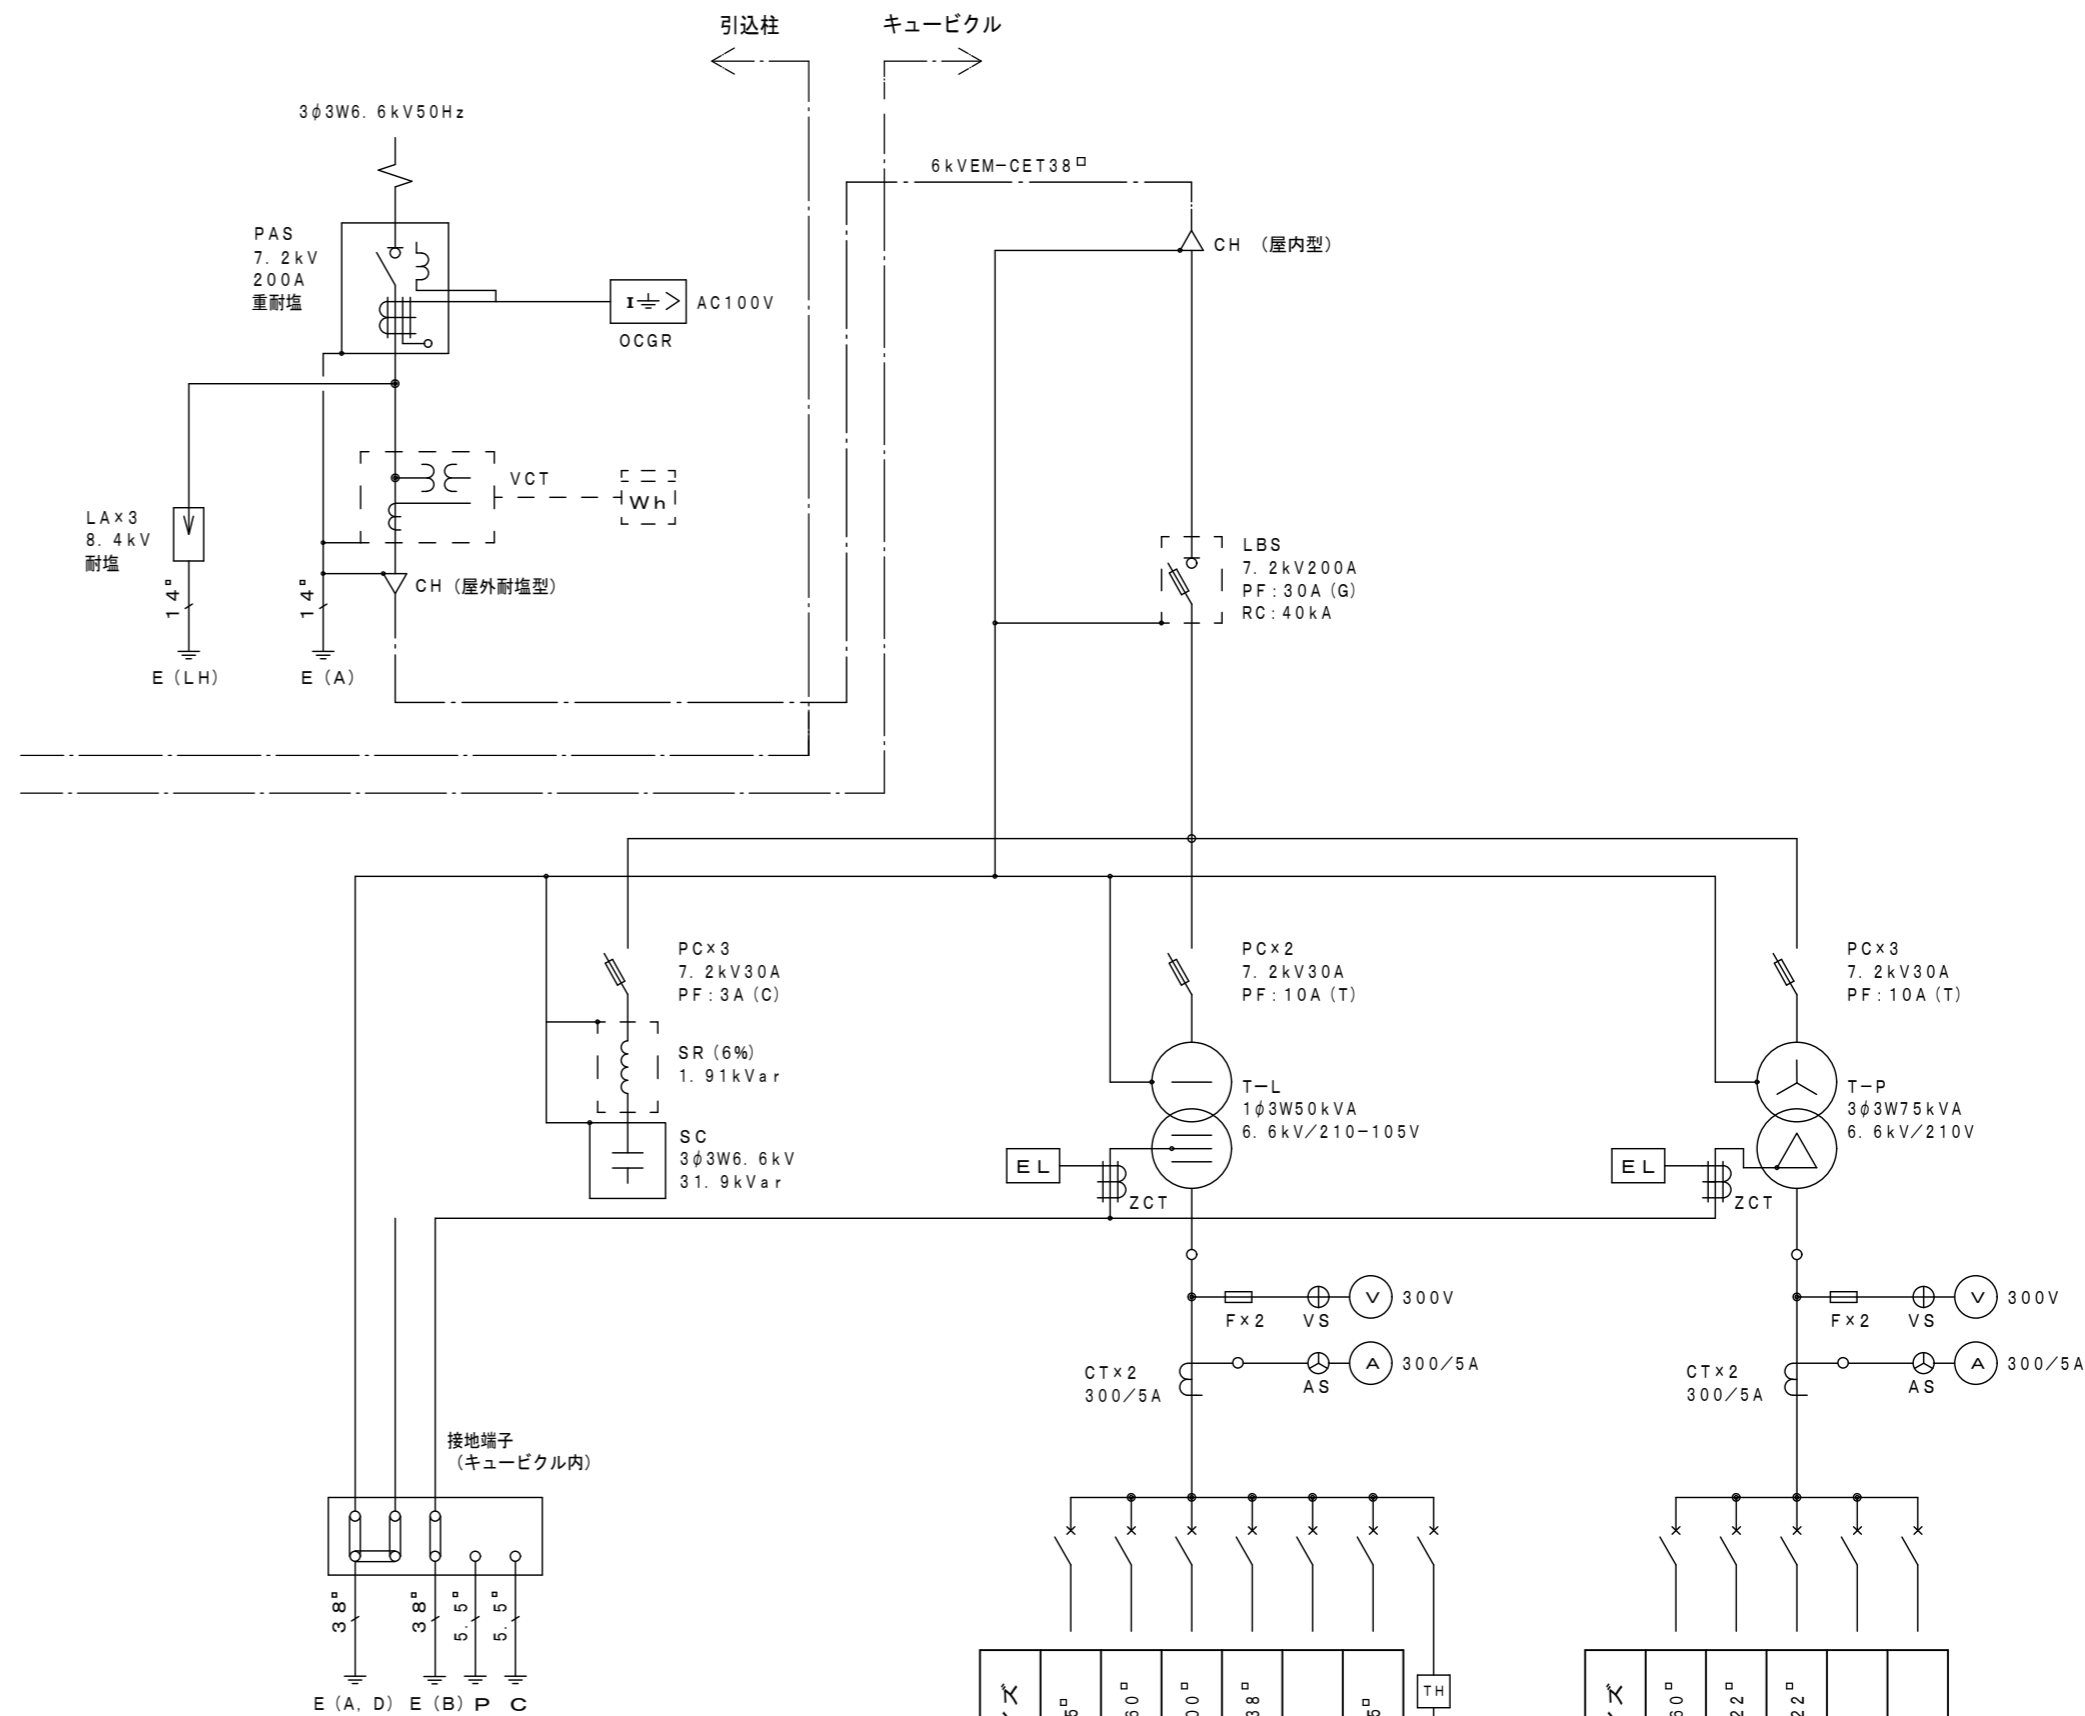 引込柱
キュービクル
3φ3W6.6kV50Hz
6kVEM-CET38□
PAS
7.2kV
200A
重耐塩
I > AC100V
OCGR
CH (屋内型)
VCT
Wh
LA×3
8.4kV
耐塩
14□
14□
CH (屋外耐塩型)
E(LH)
E(A)
LBS
7.2kV200A
PF:30A(G)
RC:40kA
PC×3
7.2kV30A
PF:3A(C)
PC×2
7.2kV30A
PF:10A(T)
PC×3
7.2kV30A
PF:10A(T)
SR(6%)
1.91kVar
SC
3φ3W6.6kV
31.9kVar
T-L
1φ3W50kVA
6.6kV/210-105V
T-P
3φ3W75kVA
6.6kV/210V
EL
ZCT
EL
ZCT
F×2
VS
V
300V
F×2
VS
V
300V
CT×2
300/5A
AS
A
300/5A
CT×2
300/5A
AS
A
300/5A
接地端子
(キュービクル内)
38□
38□
5.5□
5.5□
E(A,D)
E(B)
P
C
TH